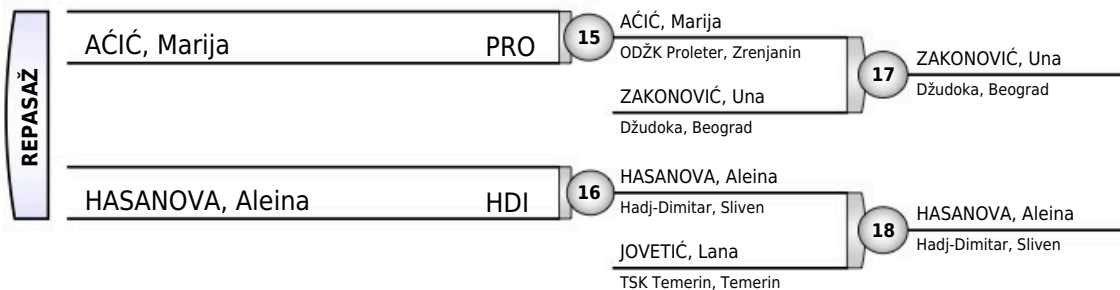 REPASAŽ
AĆIĆ, Marija PRO
15
AĆIĆ, Marija
ODŽK Proleter, Zrenjanin
ZAKONOVIĆ, Una
Džudoka, Beograd
17
ZAKONOVIĆ, Una
Džudoka, Beograd
HASANOVA, Aleina HDI
16
HASANOVA, Aleina
Hadj-Dimitar, Sliven
JOVETIĆ, Lana
TSK Temerin, Temerin
18
HASANOVA, Aleina
Hadj-Dimitar, Sliven